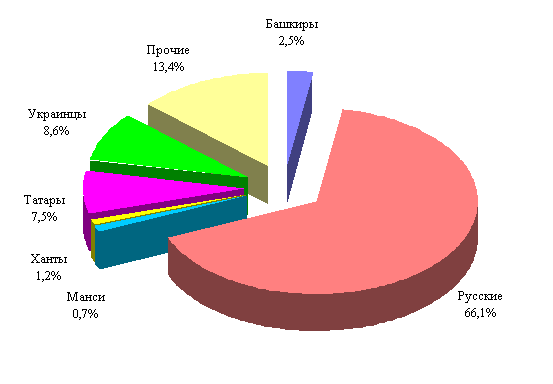 Башкиры
2,5%
Прочие
13,4%
Украинцы
8,6%
Татары
7,5%
Ханты
1,2%
Манси
0,7%
Русские
66,1%